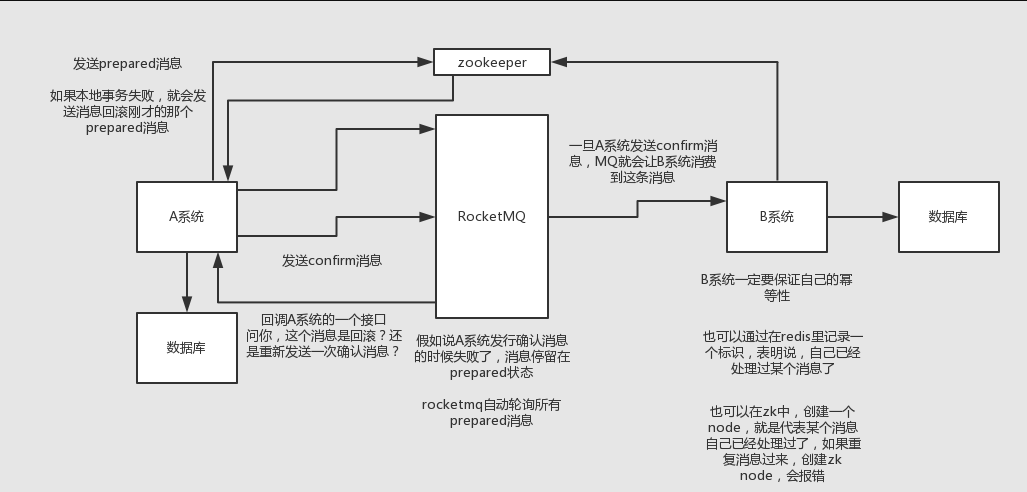 发送prepared消息
如果本地事务失败，就会发
送消息回滚刚才的那个
prepared消息
zookeeper
A系统
RocketMQ
一旦A系统发送confirm消
息，MQ就会让B系统消费
到这条消息
B系统
数据库
发送confirm消息
数据库
回调A系统的一个接口
问你，这个消息是回滚？还
是重新发送一次确认消息？
假如说A系统发行确认消息
的时候失败了，消息停留在
prepared状态
rocketmq自动轮询所有
prepared消息
B系统一定要保证自己的幂
等性
也可以通过在redis里记录一
个标识，表明说，自己已经
处理过某个消息了
也可以在zk中，创建一个
node，就是代表某个消息
自己已经处理过了，如果重
复消息过来，创建zk
node，会报错